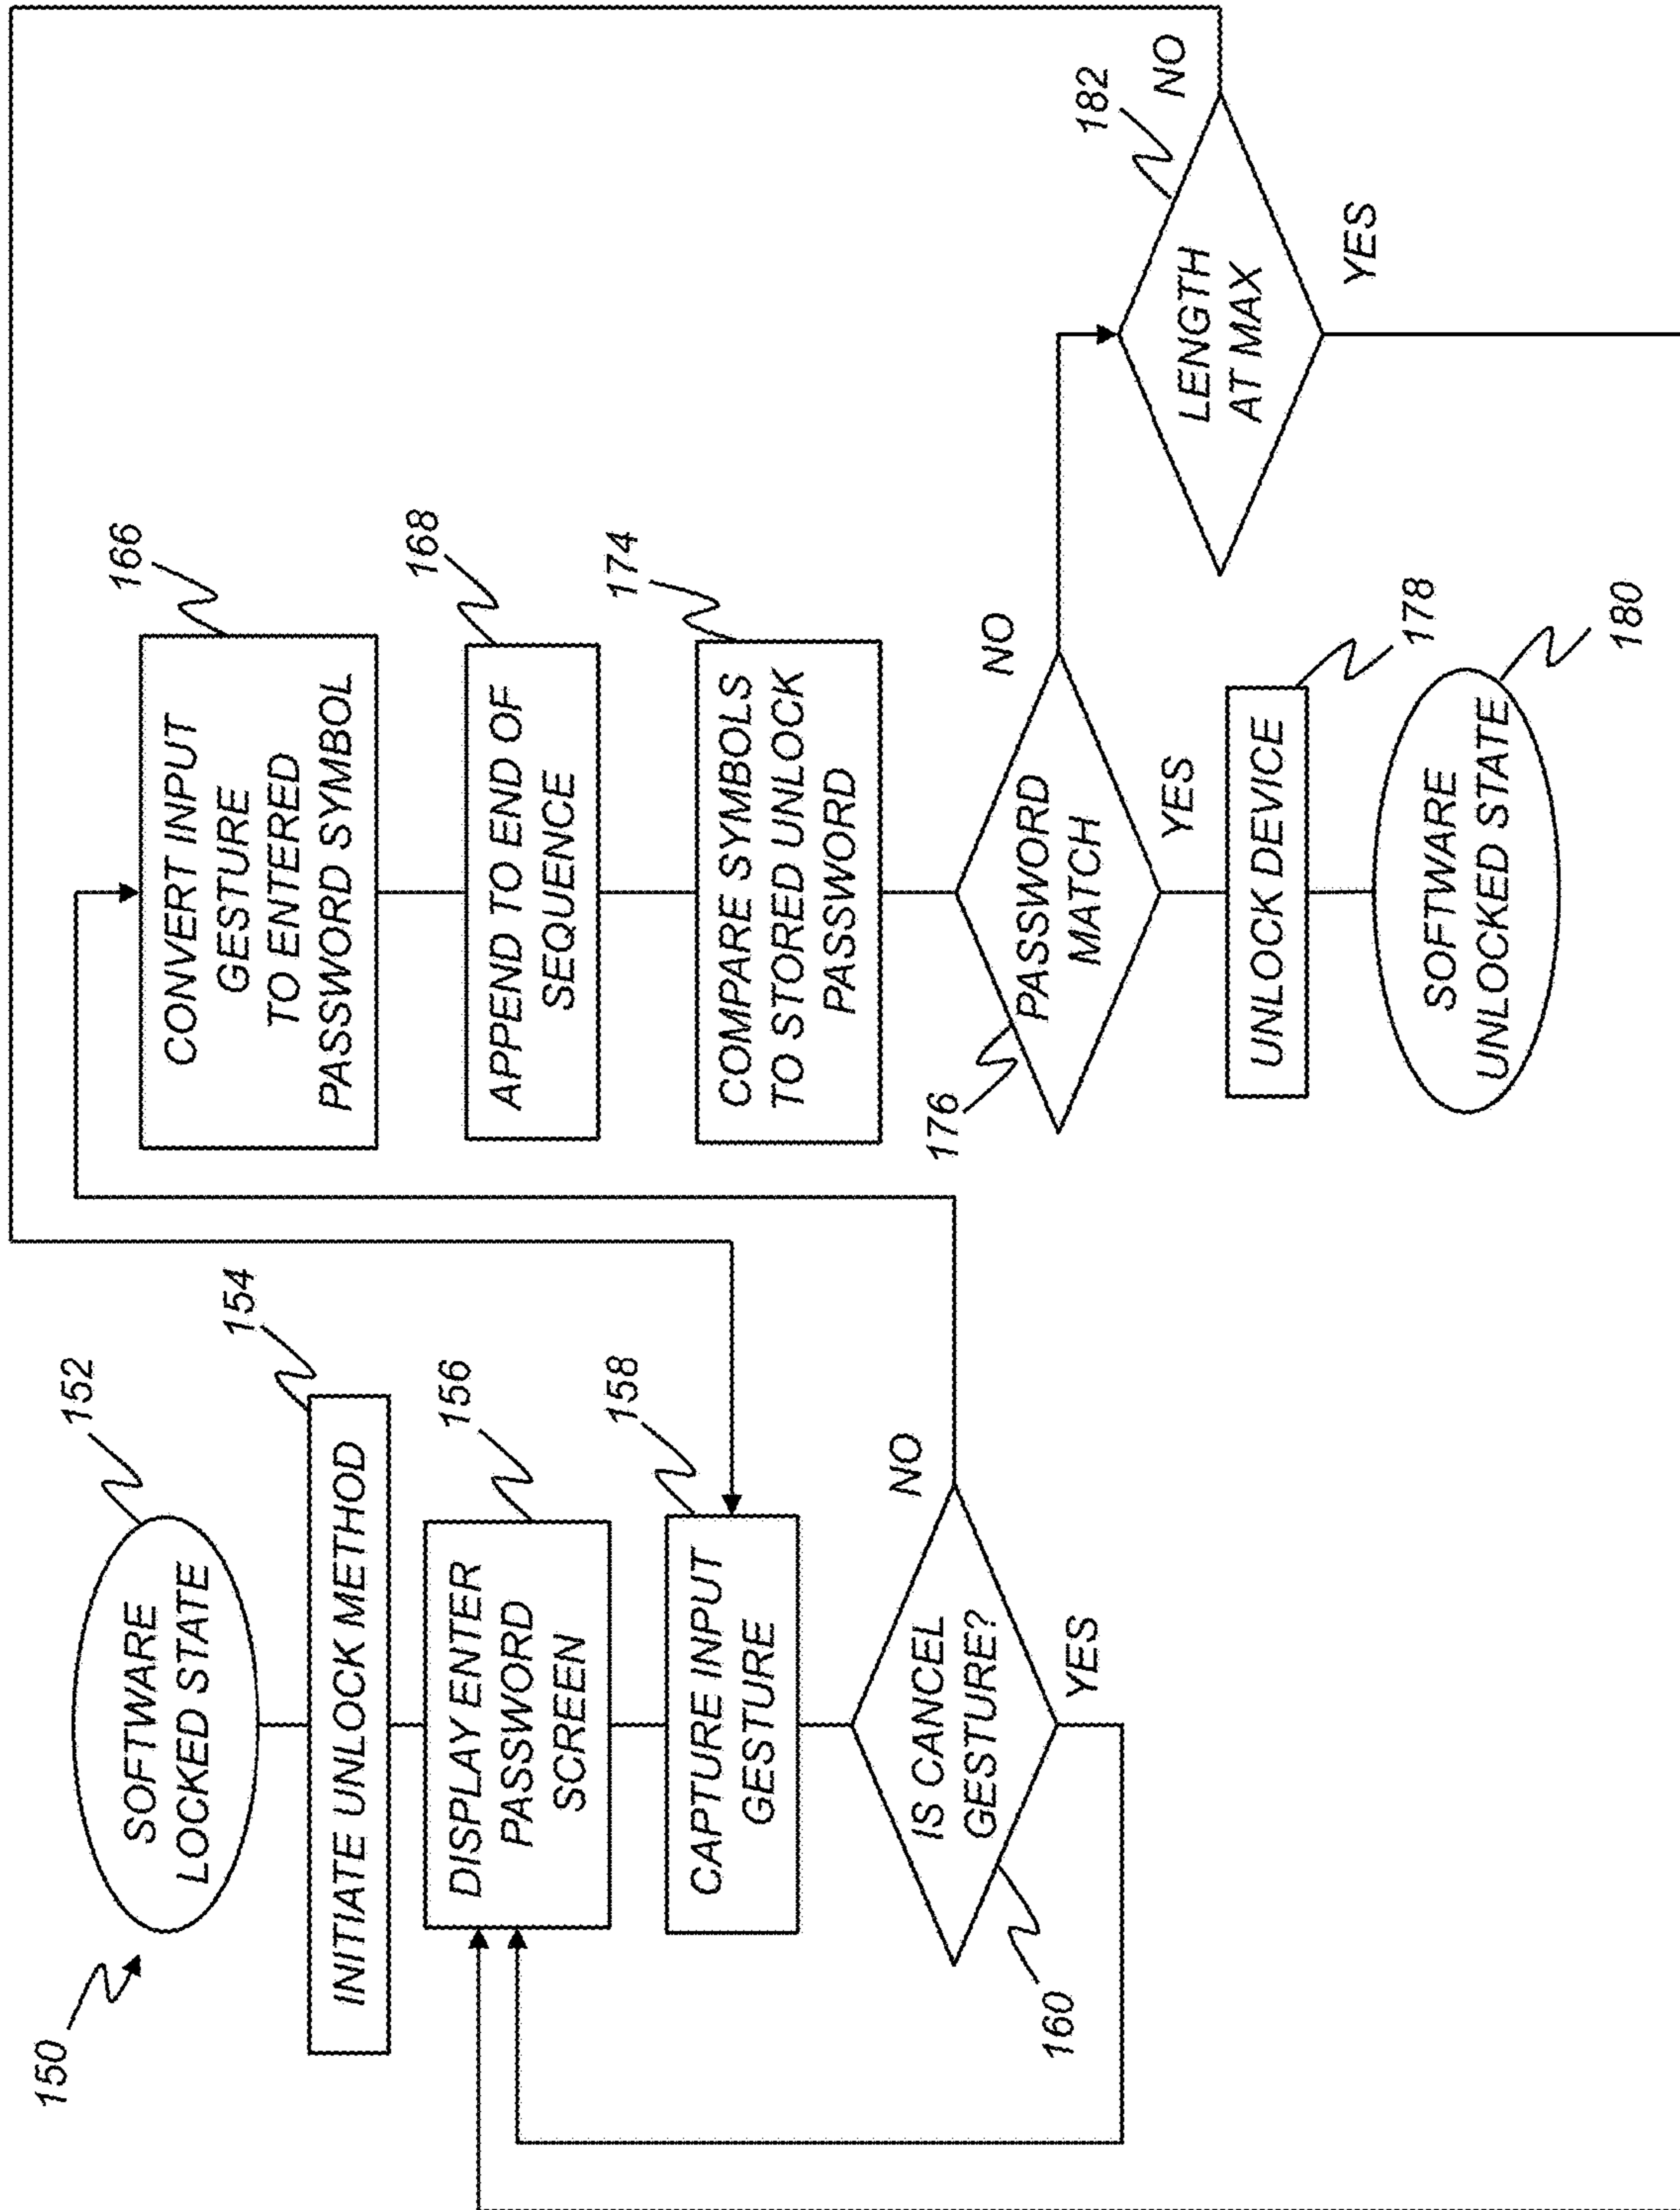 150
152
SOFTWARE
LOCKED STATE
154
INITIATE UNLOCK METHOD
156
DISPLAY ENTER
PASSWORD
SCREEN
158
CAPTURE INPUT
GESTURE
IS CANCEL
GESTURE?
NO
YES
160
166
CONVERT INPUT
GESTURE
TO ENTERED
PASSWORD SYMBOL
168
APPEND TO END OF
SEQUENCE
174
COMPARE SYMBOLS
TO STORED UNLOCK
PASSWORD
176
PASSWORD
MATCH
NO
YES
UNLOCK DEVICE
178
SOFTWARE
UNLOCKED STATE
180
182
LENGTH
AT MAX
NO
YES